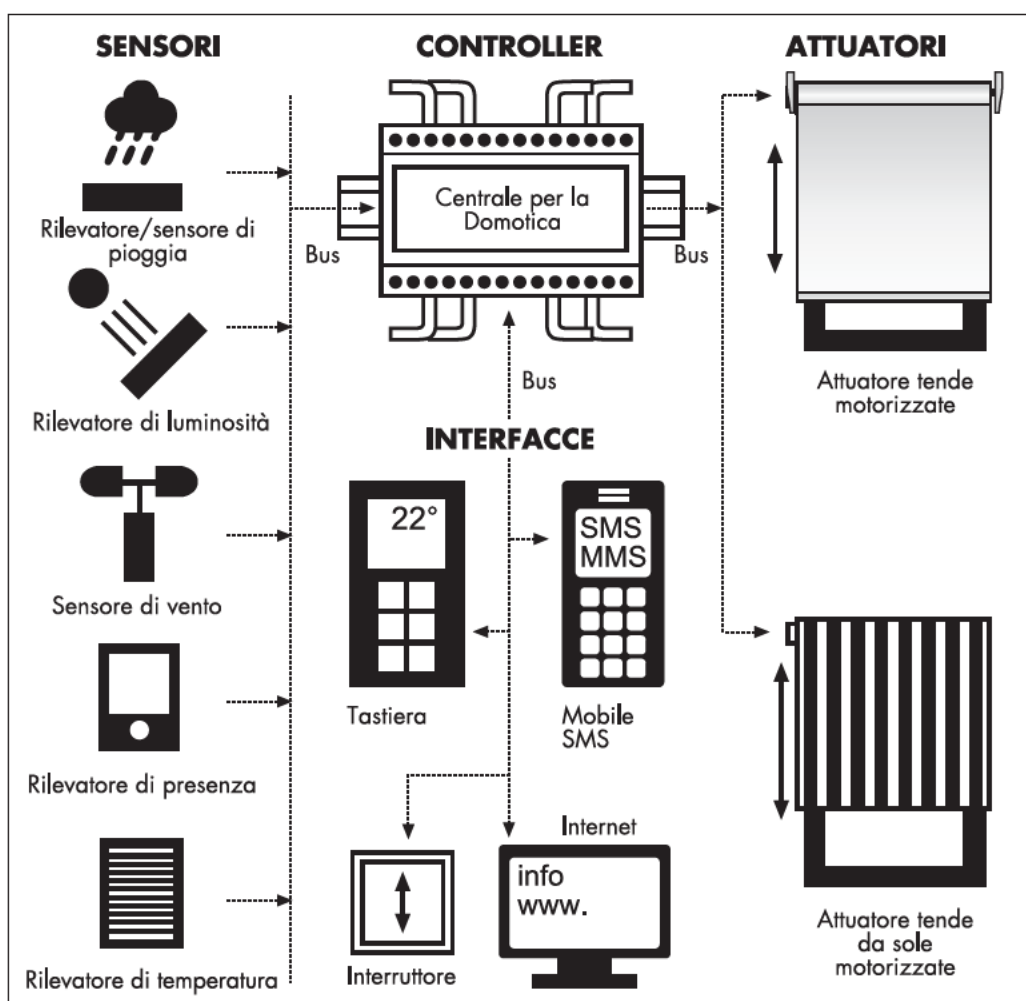 SENSORI
CONTROLLER
ATTUATORI
Rilevatore/sensore di
pioggia
Bus
Centrale per la
Domotica
Bus
Rilevatore di luminosità
Bus
Attuatore tende
motorizzate
INTERFACCE
22°
SMS
MMS
Sensore di vento
Tastiera
Mobile
SMS
Rilevatore di presenza
Internet
info
www.
Rilevatore di temperatura
Interruttore
Attuatore tende
da sole
motorizzate